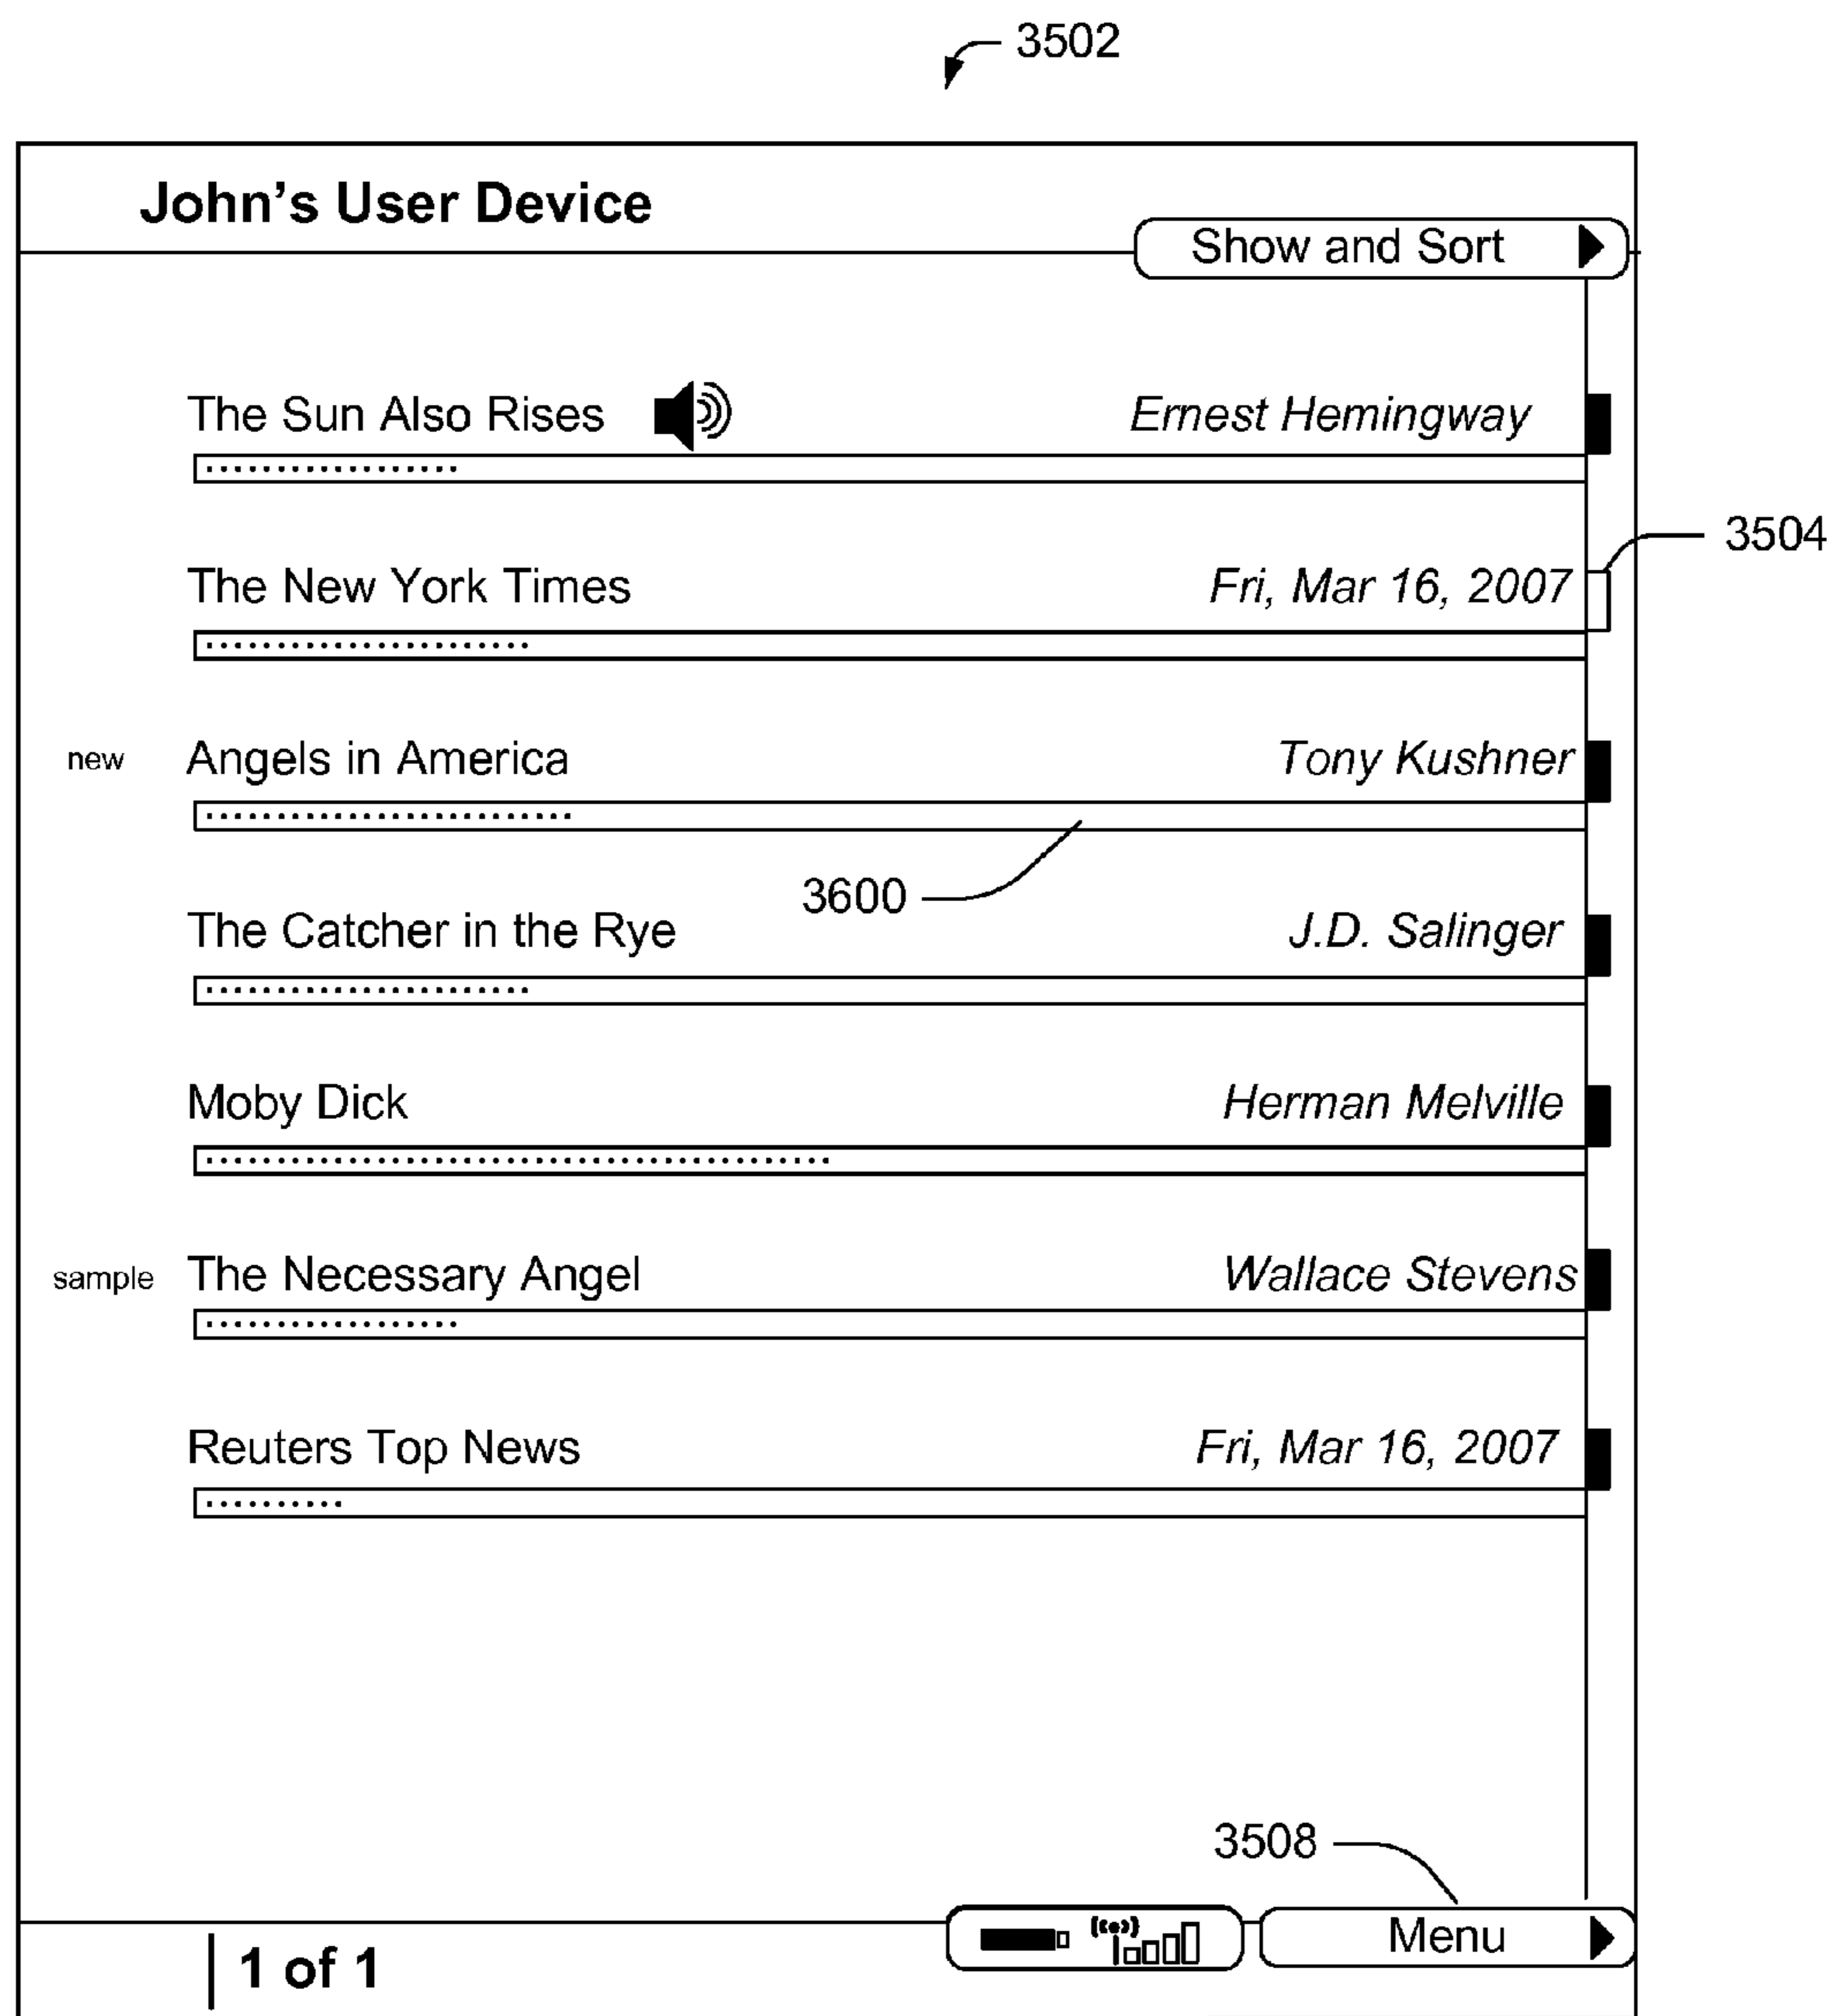 3502
John's User Device
Show and Sort
The Sun Also Rises Ernest Hemingway
3504
The New York Times Fri, Mar 16, 2007
new Angels in America Tony Kushner
3600
The Catcher in the Rye J.D. Salinger
Moby Dick Herman Melville
sample The Necessary Angel Wallace Stevens
Reuters Top News Fri, Mar 16, 2007
3508
Menu
1 of 1